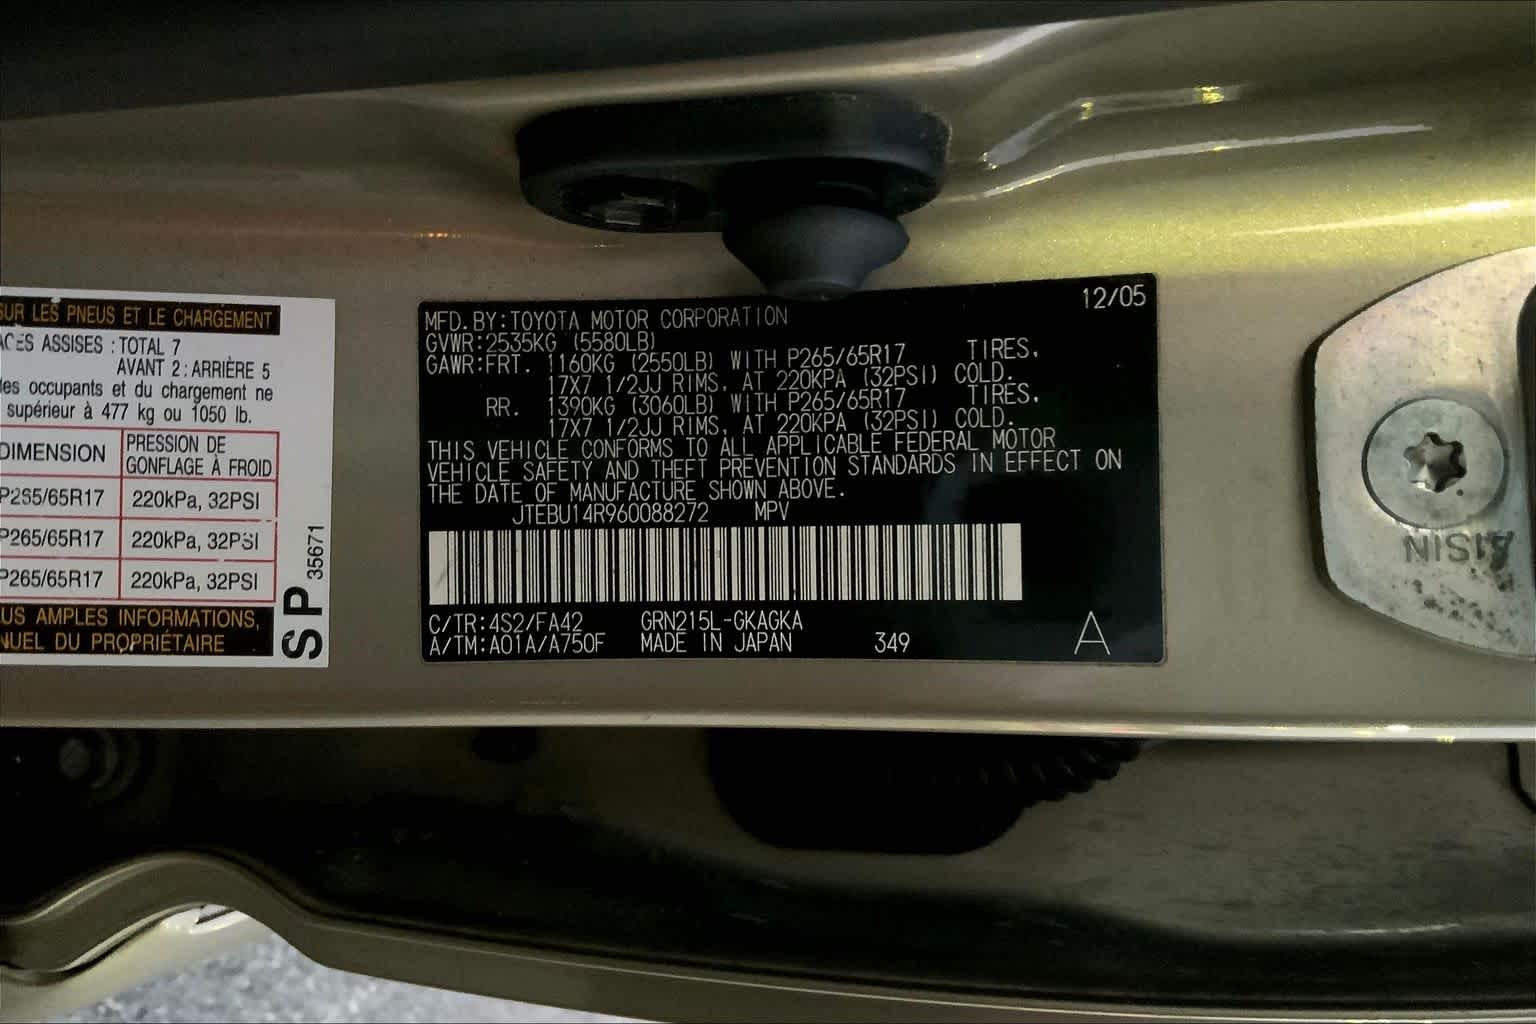 SUR LES PNEUS ET LE CHARGEMENT
ACES ASSISES : TOTAL 7
AVANT 2 : ARRIÈRE 5
des occupants et du chargement ne
supérieur à 477 kg ou 1050 lb.
DIMENSION PRESSION DE GONFLAGE À FROID
P265/65R17 220kPa, 32PSI
P265/65R17 220kPa, 32PSI
P265/65R17 220kPa, 32PSI
US AMPLES INFORMATIONS,
NUEL DU PROPRIÉTAIRE
SP 35671
12/05
MFD. BY: TOYOTA MOTOR CORPORATION
GVWR: 2535KG (5580LB)
GAWR: FRT. 1160KG (2550LB) WITH P265/65R17 TIRES,
17X7 1/2JJ RIMS, AT 220KPA (32PSI) COLD.
RR. 1390KG (3060LB) WITH P265/65R17 TIRES,
17X7 1/2JJ RIMS, AT 220KPA (32PSI) COLD.
THIS VEHICLE CONFORMS TO ALL APPLICABLE FEDERAL MOTOR
VEHICLE SAFETY AND THEFT PREVENTION STANDARDS IN EFFECT ON
THE DATE OF MANUFACTURE SHOWN ABOVE.
JTEBU14R960088272 MPV
C/TR: 4S2/FA42 GRN215L-GKAGKA
A/TM: A01A/A750F MADE IN JAPAN 349 A
AISIN